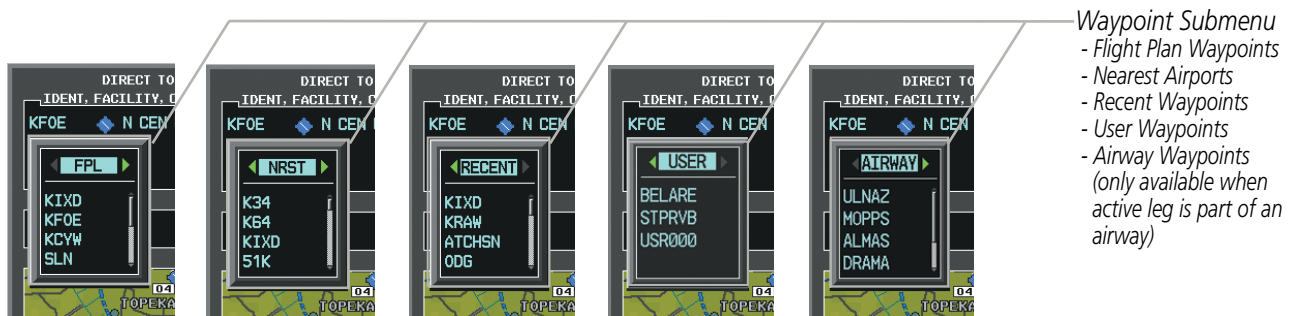 Waypoint Submenu
- Flight Plan Waypoints
- Nearest Airports
- Recent Waypoints
- User Waypoints
- Airway Waypoints
(only available when
active leg is part of an
airway)
DIRECT TO
IDENT, FACILITY, C
KFOE N CEN
FPL
KIXD
KFOE
KCYW
SLN
04
TOPEKA
DIRECT TO
IDENT, FACILITY, C
KFOE N CEN
NRST
K34
K64
KIXD
51K
04
TOPEKA
DIRECT TO
IDENT, FACILITY, C
KFOE N CEN
RECENT
KIXD
KRAW
ATCHSN
ODG
04
TOPEKA
DIRECT TO
IDENT, FACILITY, C
KFOE N CEN
USER
BELARE
STPRVB
USR000
04
TOPEKA
DIRECT TO
IDENT, FACILITY, C
KFOE N CEN
AIRWAY
ULNAZ
MOPPS
ALMAS
DRAMA
04
TOPEKA